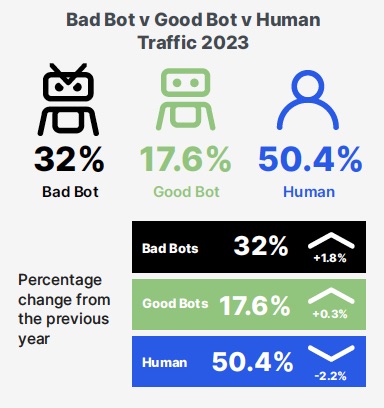 Bad Bot v Good Bot v Human
Traffic 2023
32% 17.6% 50.4%
Bad Bot Good Bot Human
Percentage
change from
the previous
year
Bad Bots 32% +1.8%
Good Bots 17.6% +0.3%
Human 50.4% -2.2%